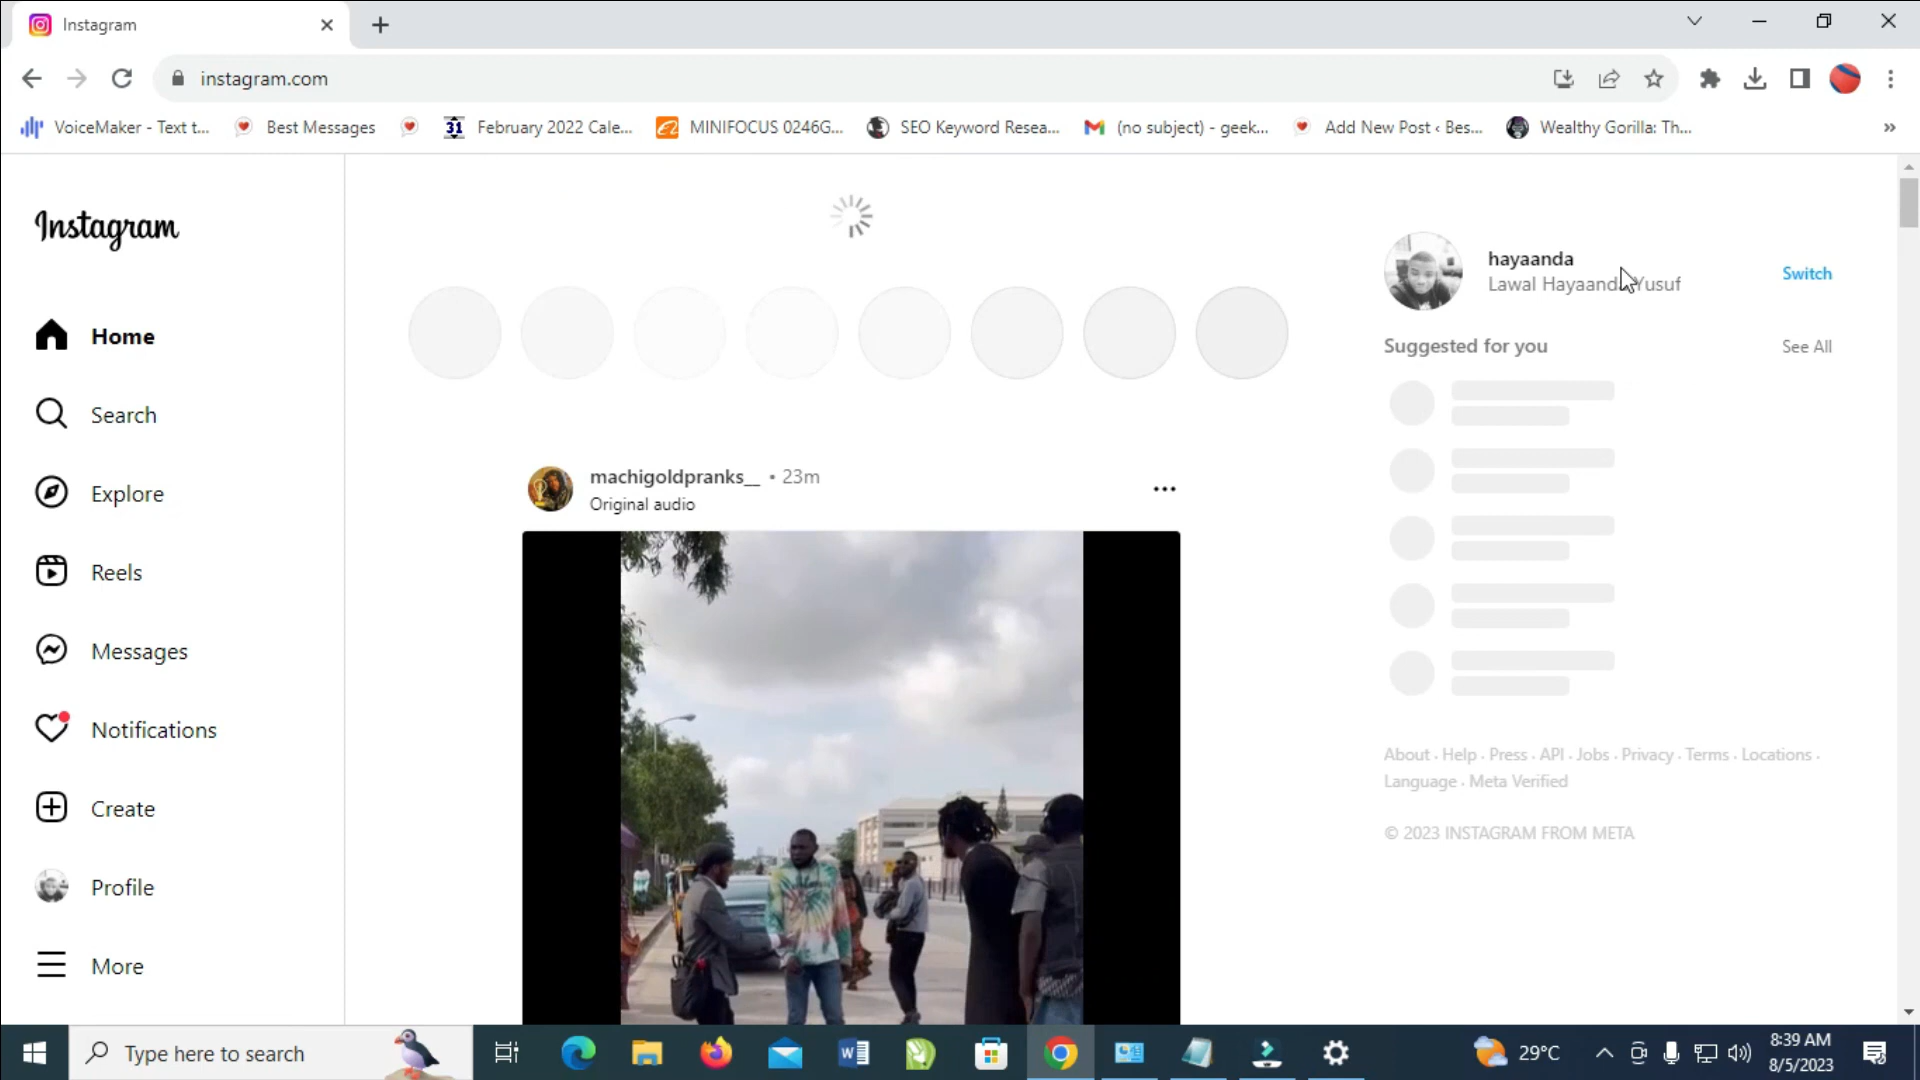 Instagram
instagram.com
VoiceMaker - Text t...
Best Messages
31
February 2022 Cale...
MINIFOCUS 0246G...
SEO Keyword Resea...
(no subject) - geek...
Add New Post ‹ Bes...
Wealthy Gorilla: Th...
»
Instagram
Home
Search
Explore
Reels
Messages
Notifications
Create
Profile
More
machigoldpranks__ • 23m
Original audio
hayaanda
Lawal Hayaanda Yusuf
Switch
Suggested for you
See All
About · Help · Press · API · Jobs · Privacy · Terms · Locations ·
Language · Meta Verified
© 2023 INSTAGRAM FROM META
Type here to search
29°C
8:39 AM
8/5/2023